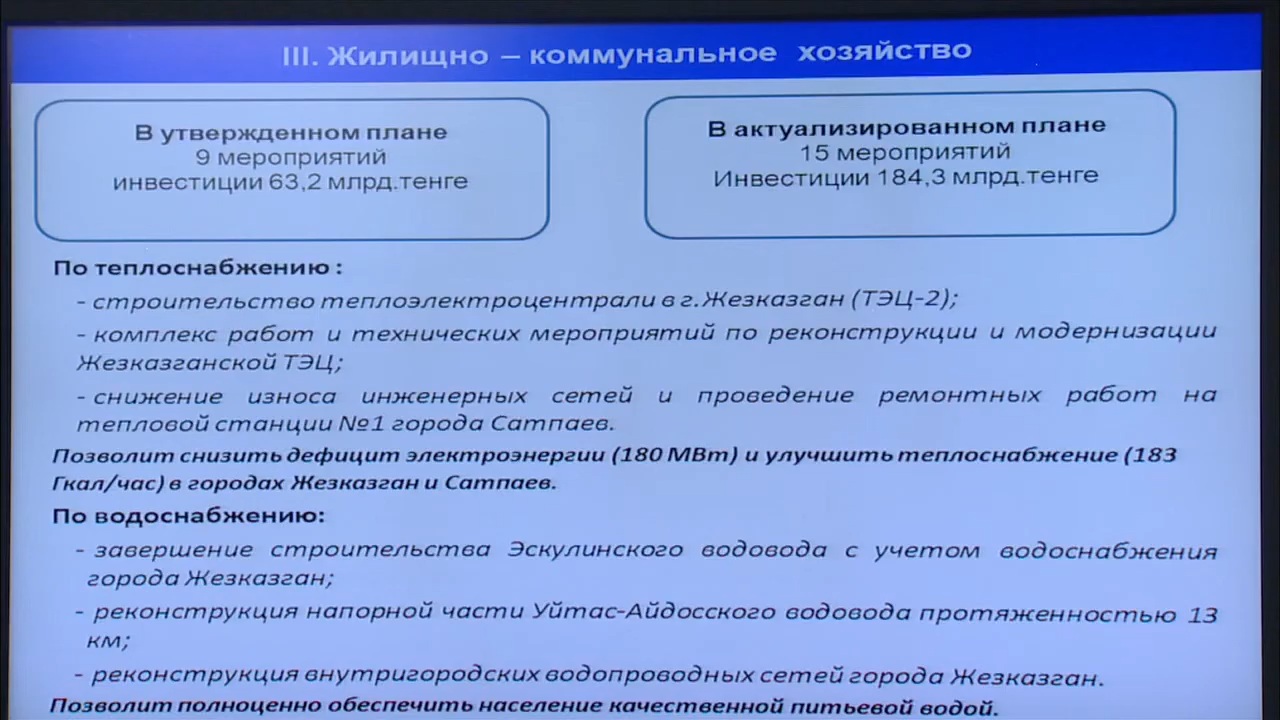 III. Жилищно – коммунальное хозяйство
В утвержденном плане
9 мероприятий
инвестиции 63,2 млрд.тенге
В актуализированном плане
15 мероприятий
Инвестиции 184,3 млрд.тенге
По теплоснабжению :
- строительство теплоэлектроцентрали в г.Жезказган (ТЭЦ-2);
- комплекс работ и технических мероприятий по реконструкции и модернизации
Жезказганской ТЭЦ;
- снижение износа инженерных сетей и проведение ремонтных работ на
тепловой станции №1 города Сатпаев.
Позволит снизить дефицит электроэнергии (180 МВт) и улучшить теплоснабжение (183
Гкал/час) в городах Жезказган и Сатпаев.
По водоснабжению:
- завершение строительства Эскулинского водовода с учетом водоснабжения
города Жезказган;
- реконструкция напорной части Уйтас-Айдосского водовода протяженностью 13
км;
- реконструкция внутригородских водопроводных сетей города Жезказган.
Позволит полноценно обеспечить население качественной питьевой водой.